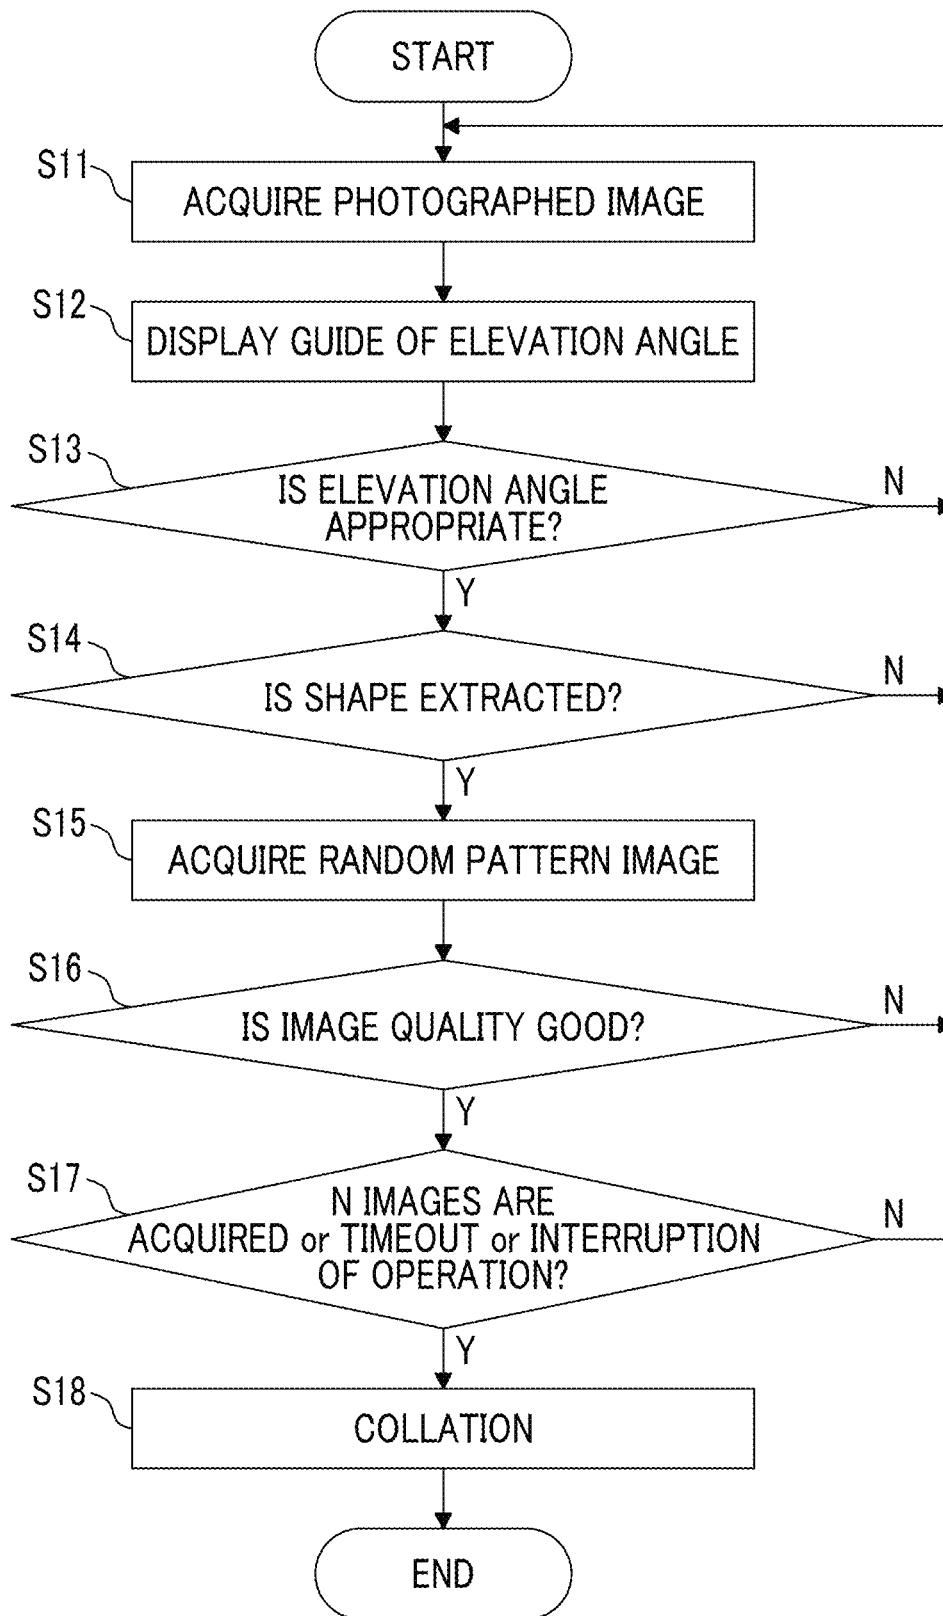 START
S11
ACQUIRE PHOTOGRAPHED IMAGE
S12
DISPLAY GUIDE OF ELEVATION ANGLE
S13
IS ELEVATION ANGLE
APPROPRIATE?
N
Y
S14
IS SHAPE EXTRACTED?
N
Y
S15
ACQUIRE RANDOM PATTERN IMAGE
S16
IS IMAGE QUALITY GOOD?
N
Y
S17
N IMAGES ARE
ACQUIRED or TIMEOUT or INTERRUPTION
OF OPERATION?
N
Y
S18
COLLATION
END